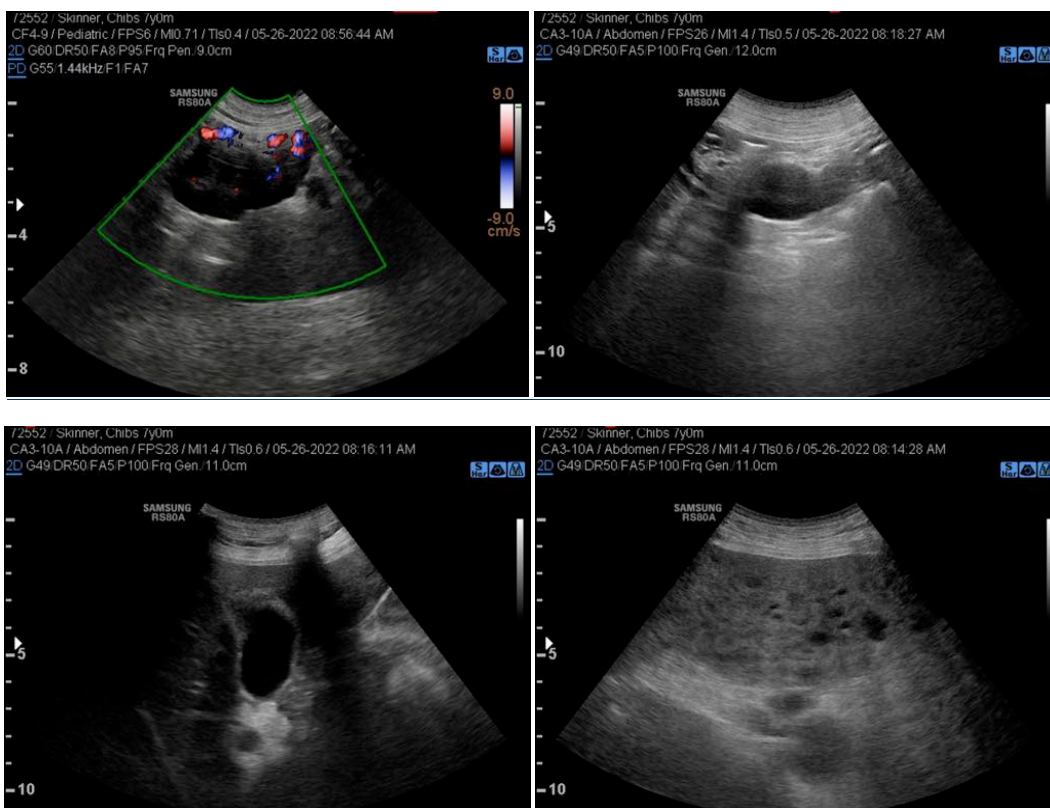 72552 / Skinner, Chibs 7y0m
CF4-9 / Pediatric / FPS6 / MI0.71 / TIs0.4 / 05-26-2022 08:56:44 AM
2D G60/DR50/FA8/P95/Frq Pen./9.0cm
PD G55/1.44kHz/F1/FA7
S
Har
SAMSUNG
RS80A
9.0
-9.0
cm/s
4
8
72552 / Skinner, Chibs 7y0m
CA3-10A / Abdomen / FPS26 / MI1.4 / TIs0.5 / 05-26-2022 08:18:27 AM
2D G49/DR50/FA5/P100/Frq Gen./12.0cm
S
Har
M
SAMSUNG
RS80A
5
10
72552 / Skinner, Chibs 7y0m
CA3-10A / Abdomen / FPS28 / MI1.4 / TIs0.6 / 05-26-2022 08:16:11 AM
2D G49/DR50/FA5/P100/Frq Gen./11.0cm
S
Har
M
SAMSUNG
RS80A
5
10
72552 / Skinner, Chibs 7y0m
CA3-10A / Abdomen / FPS28 / MI1.4 / TIs0.6 / 05-26-2022 08:14:28 AM
2D G49/DR50/FA5/P100/Frq Gen./11.0cm
S
Har
M
SAMSUNG
RS80A
5
10